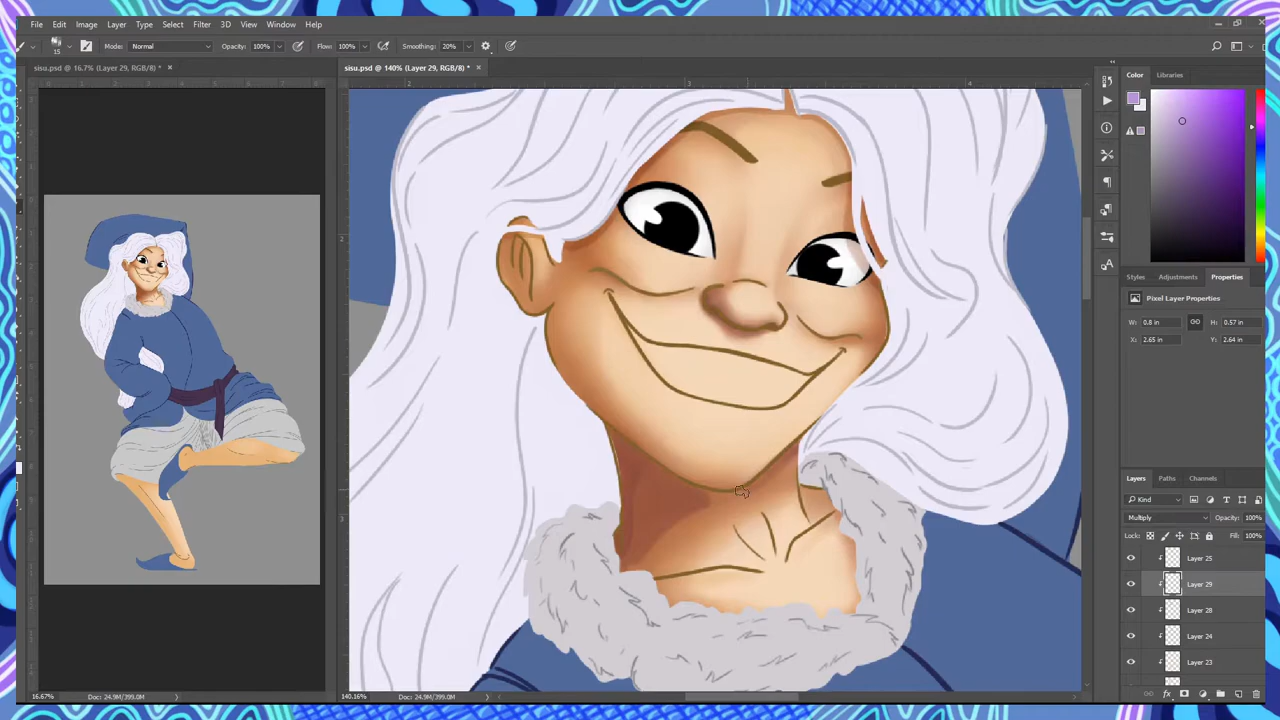 File Edit Image Layer Type Select Filter 3D View Window Help
15 Mode: Normal Opacity: 100% Flow: 100% Smoothing: 20%
sisu.psd @ 16.7% (Layer 29, RGB/8) * × sisu.psd @ 140% (Layer 29, RGB/8) * ×
2 3 4
Color Libraries
Styles Adjustments Properties
Pixel Layer Properties
W: 0.8 in H: 0.57 in
X: 2.65 in Y: 2.64 in
Layers Paths Channels
Kind
Multiply Opacity: 100%
Lock: Fill: 100%
Layer 25
Layer 29
Layer 28
Layer 24
Layer 23
16.67% Doc: 24.9M/399.0M 140.16% Doc: 24.9M/399.0M